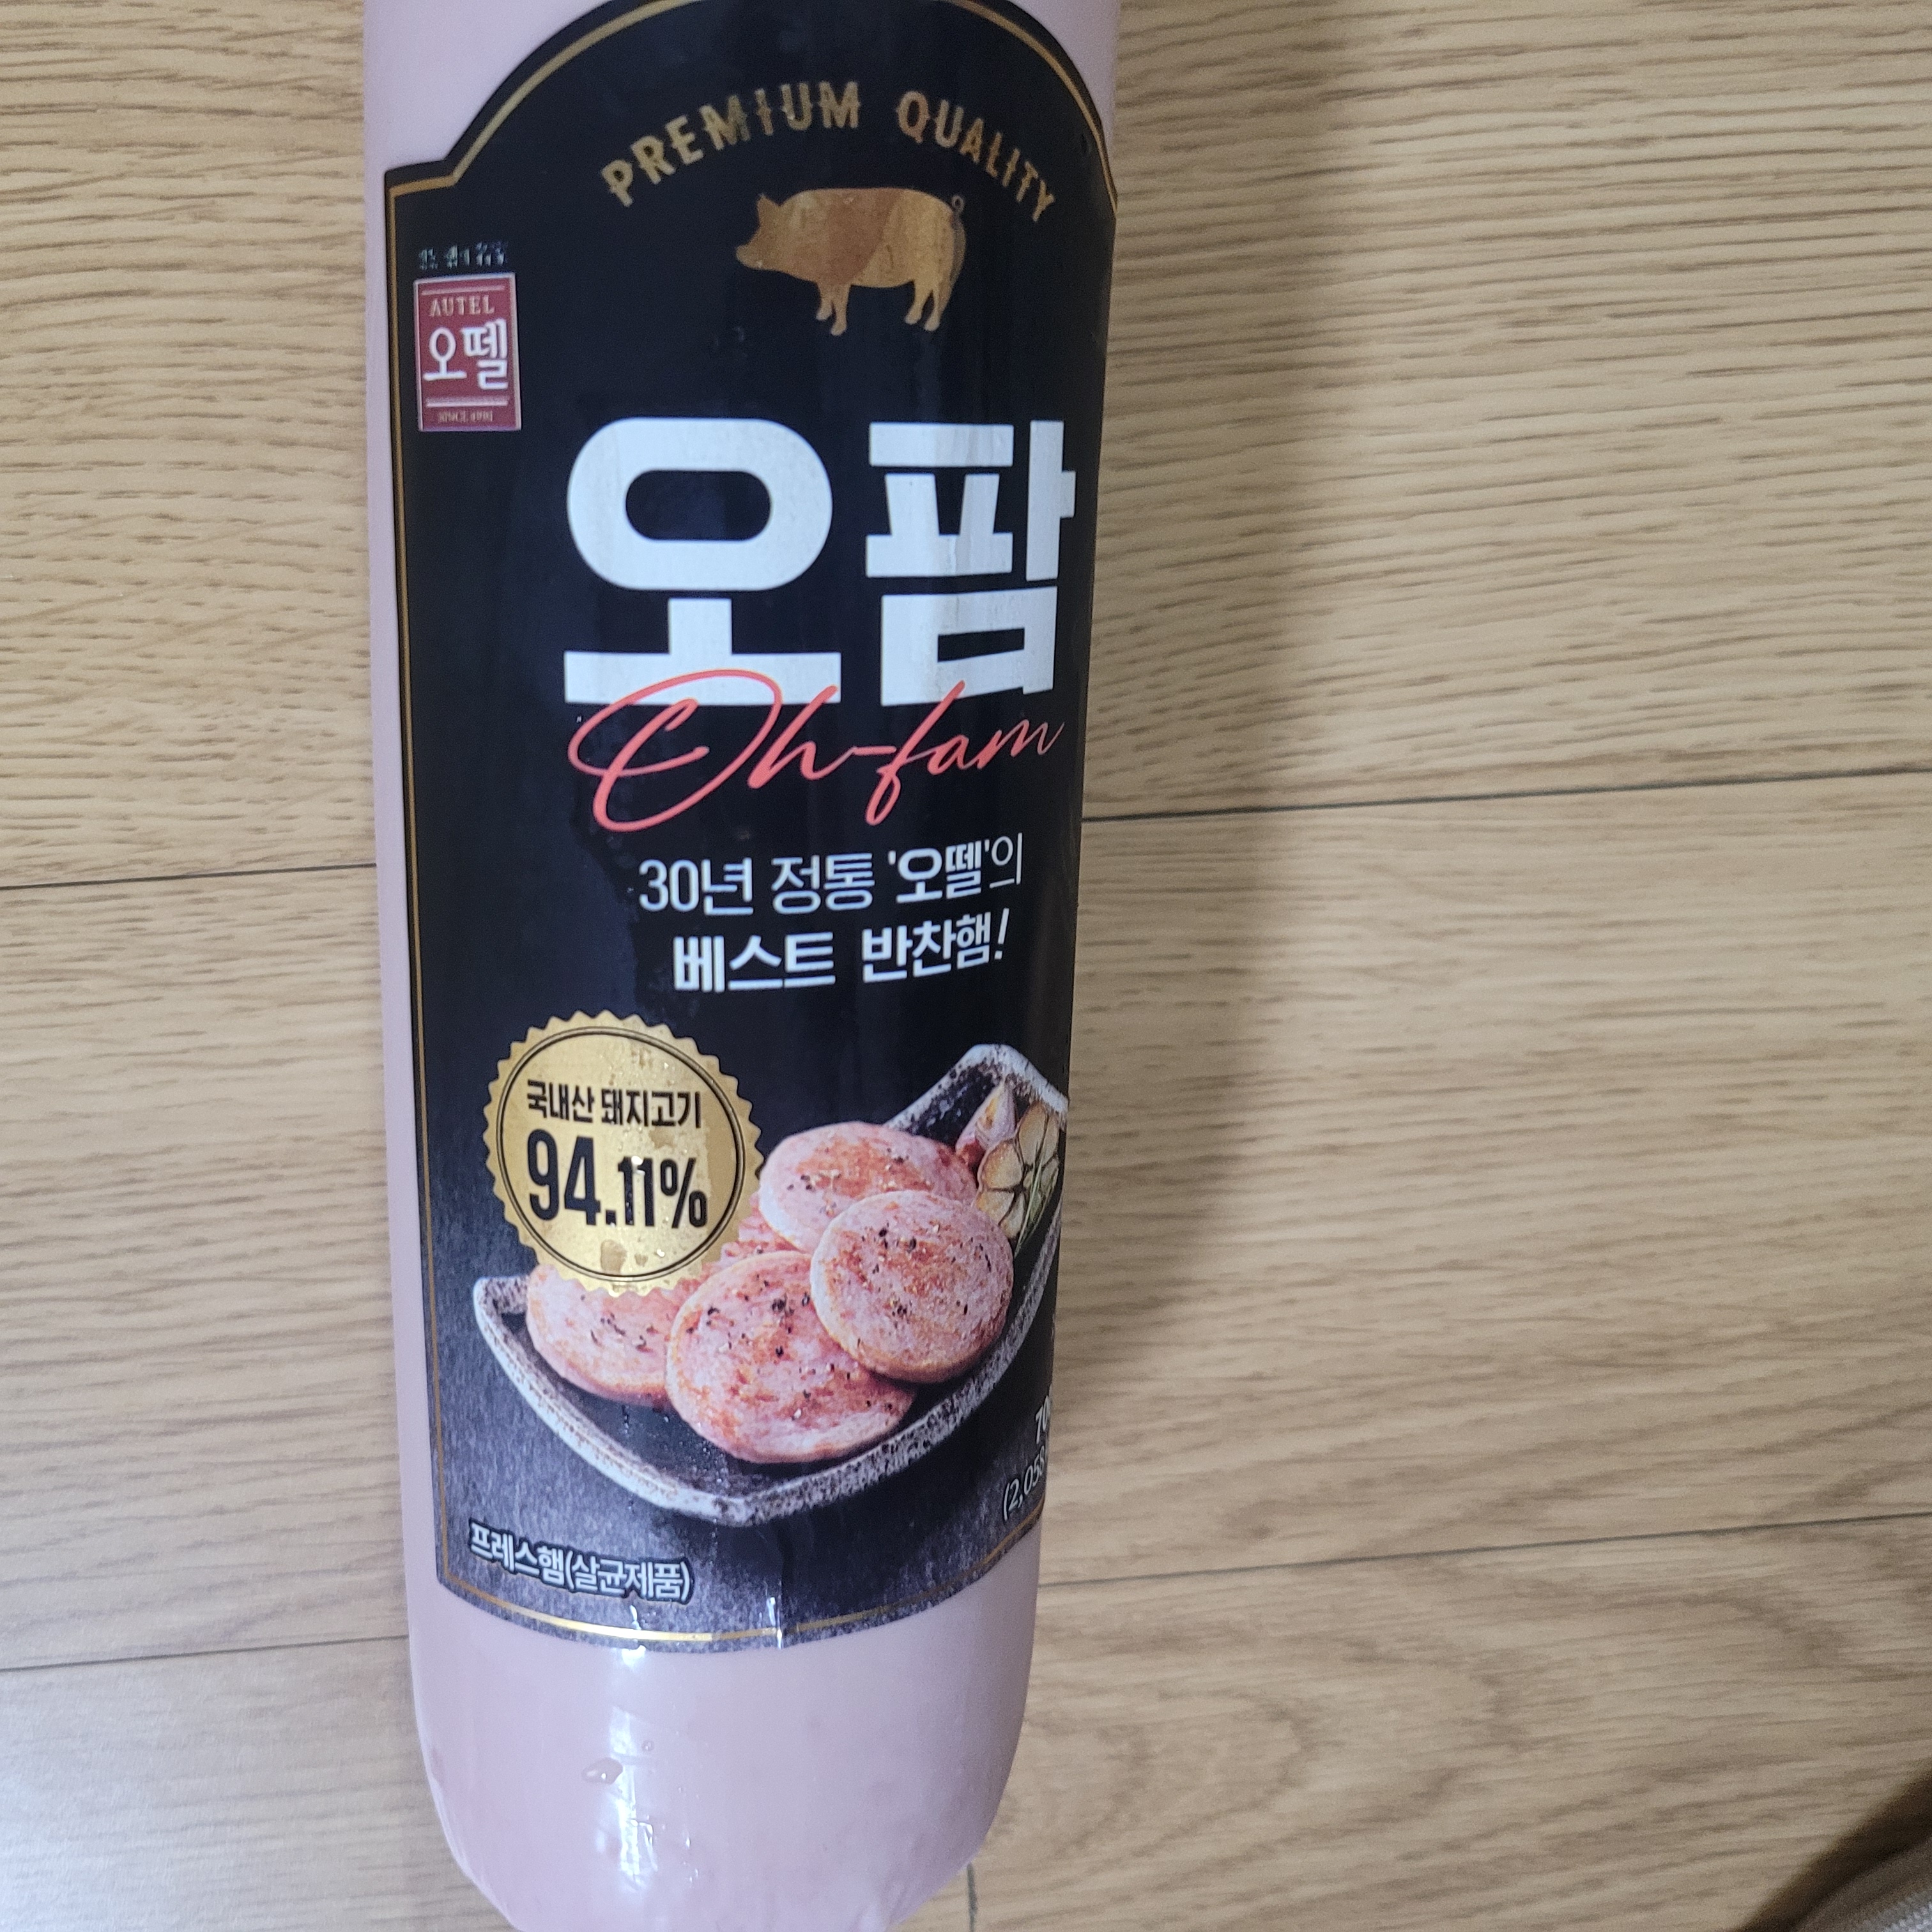 PREMIUM QUALITY
AUTEL
오뗄
오팜
Oh-fam
30년 정통 '오뗄'의
베스트 반찬햄!
국내산 돼지고기
94.11%
프레스햄(살균제품)